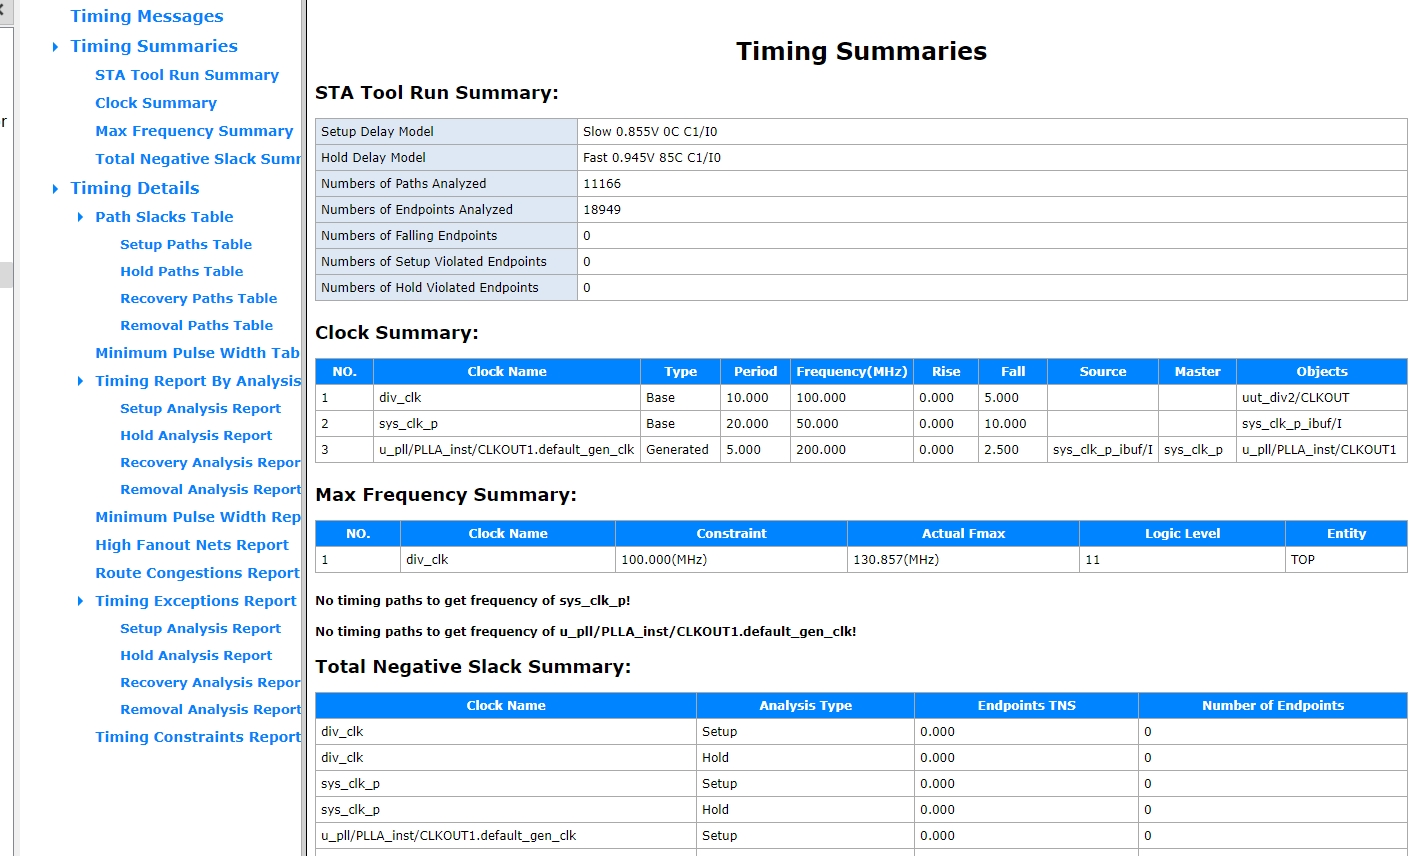 r
Timing Messages
Timing Summaries
STA Tool Run Summary
Clock Summary
Max Frequency Summary
Total Negative Slack Sumr
Timing Details
Path Slacks Table
Setup Paths Table
Hold Paths Table
Recovery Paths Table
Removal Paths Table
Minimum Pulse Width Tab
Timing Report By Analysis
Setup Analysis Report
Hold Analysis Report
Recovery Analysis Repor
Removal Analysis Report
Minimum Pulse Width Rep
High Fanout Nets Report
Route Congestions Report
Timing Exceptions Report
Setup Analysis Report
Hold Analysis Report
Recovery Analysis Repor
Removal Analysis Report
Timing Constraints Report
Timing Summaries
STA Tool Run Summary:
Setup Delay Model Slow 0.855V 0C C1/I0
Hold Delay Model Fast 0.945V 85C C1/I0
Numbers of Paths Analyzed 11166
Numbers of Endpoints Analyzed 18949
Numbers of Falling Endpoints 0
Numbers of Setup Violated Endpoints 0
Numbers of Hold Violated Endpoints 0
Clock Summary:
NO. Clock Name Type Period Frequency(MHz) Rise Fall Source Master Objects
1 div_clk Base 10.000 100.000 0.000 5.000 uut_div2/CLKOUT
2 sys_clk_p Base 20.000 50.000 0.000 10.000 sys_clk_p_ibuf/I
3 u_pll/PLLA_inst/CLKOUT1.default_gen_clk Generated 5.000 200.000 0.000 2.500 sys_clk_p_ibuf/I sys_clk_p u_pll/PLLA_inst/CLKOUT1
Max Frequency Summary:
NO. Clock Name Constraint Actual Fmax Logic Level Entity
1 div_clk 100.000(MHz) 130.857(MHz) 11 TOP
No timing paths to get frequency of sys_clk_p!
No timing paths to get frequency of u_pll/PLLA_inst/CLKOUT1.default_gen_clk!
Total Negative Slack Summary:
Clock Name Analysis Type Endpoints TNS Number of Endpoints
div_clk Setup 0.000 0
div_clk Hold 0.000 0
sys_clk_p Setup 0.000 0
sys_clk_p Hold 0.000 0
u_pll/PLLA_inst/CLKOUT1.default_gen_clk Setup 0.000 0